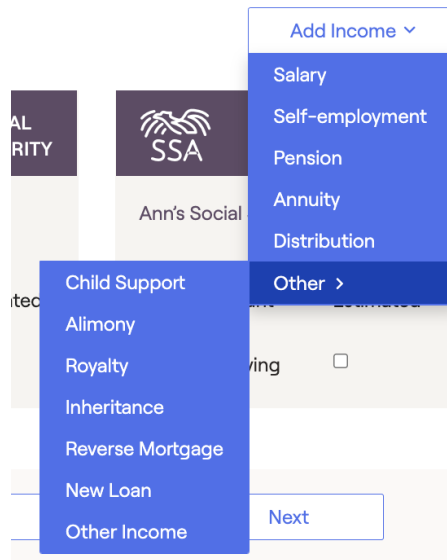 Add Income
Salary
Self-employment
Pension
Annuity
Distribution
Other
AL
RITY
SSA
Ann's Social
Child Support
Alimony
Royalty
Inheritance
Reverse Mortgage
New Loan
Other Income
Next